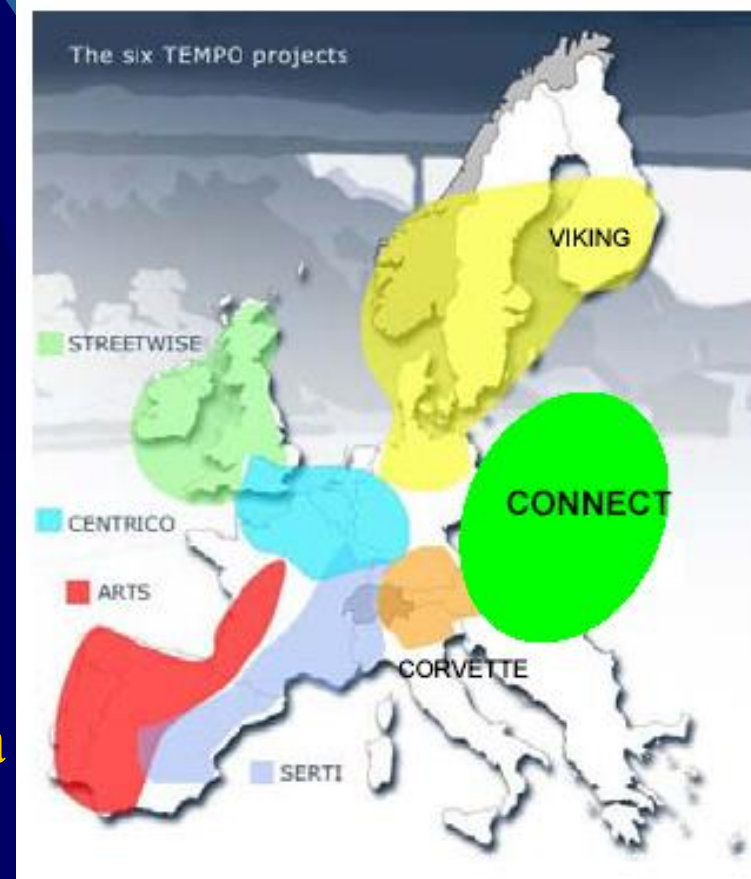 The six TEMPO projects
VIKING
STREETWISE
CONNECT
CENTRICO
ARTS
CORVETTE
SERTI